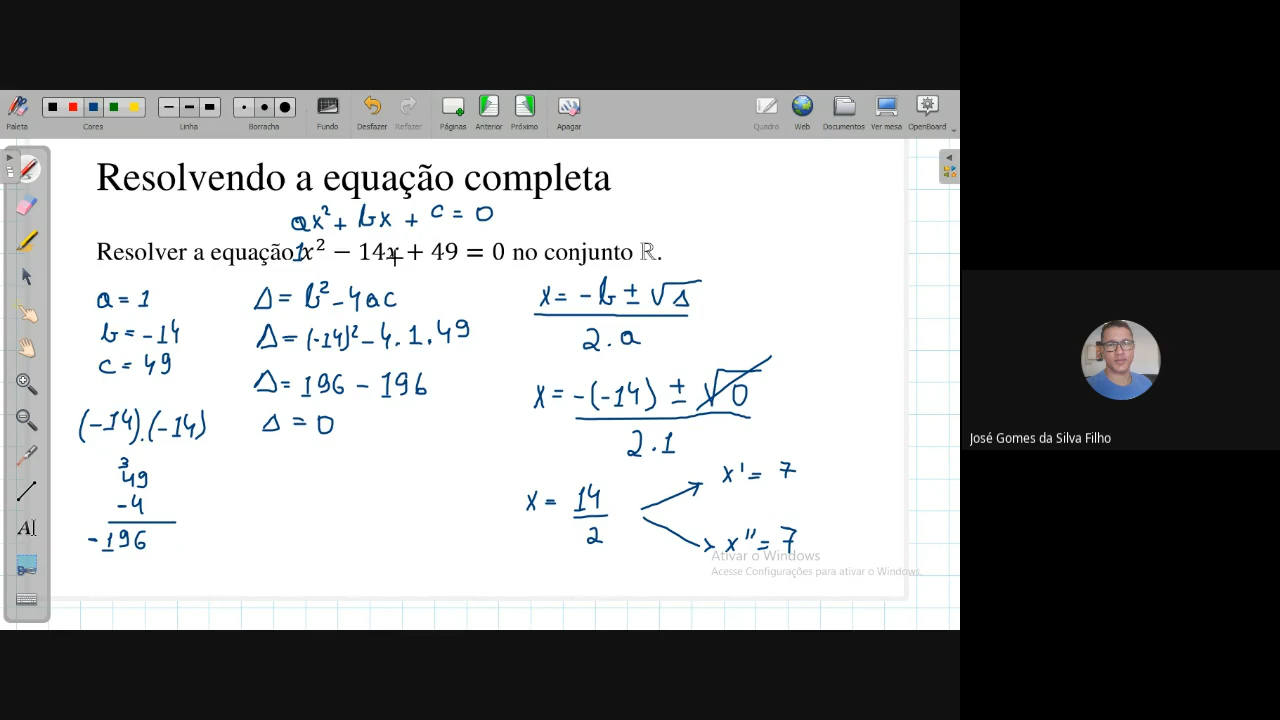 Paleta Cores Linha Borracha Fundo Desfazer Refazer Páginas Anterior Próximo Apagar Quadro Web Documentos Ver mesa OpenBoard
Resolvendo a equação completa
ax² + bx + c = 0
Resolver a equação 1x² − 14x + 49 = 0 no conjunto ℝ.
a = 1
b = -14
c = 49
(-14).(-14)
3
49
-4
-196
Δ = b² - 4ac
Δ = (-14)² - 4.1.49
Δ = 196 - 196
Δ = 0
x = -b ± √Δ
2.a
x = -(-14) ± √0
2.1
x = 14
2
x' = 7
x'' = 7
Ativar o Windows
Acesse Configurações para ativar o Windows.
AI
José Gomes da Silva Filho